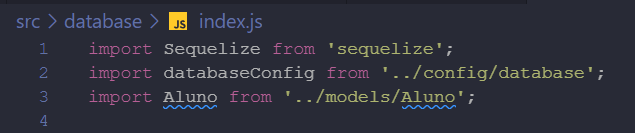 src > database > JS index.js
1 import Sequelize from 'sequelize';
2 import databaseConfig from '../config/database';
3 import Aluno from '../models/Aluno';
4